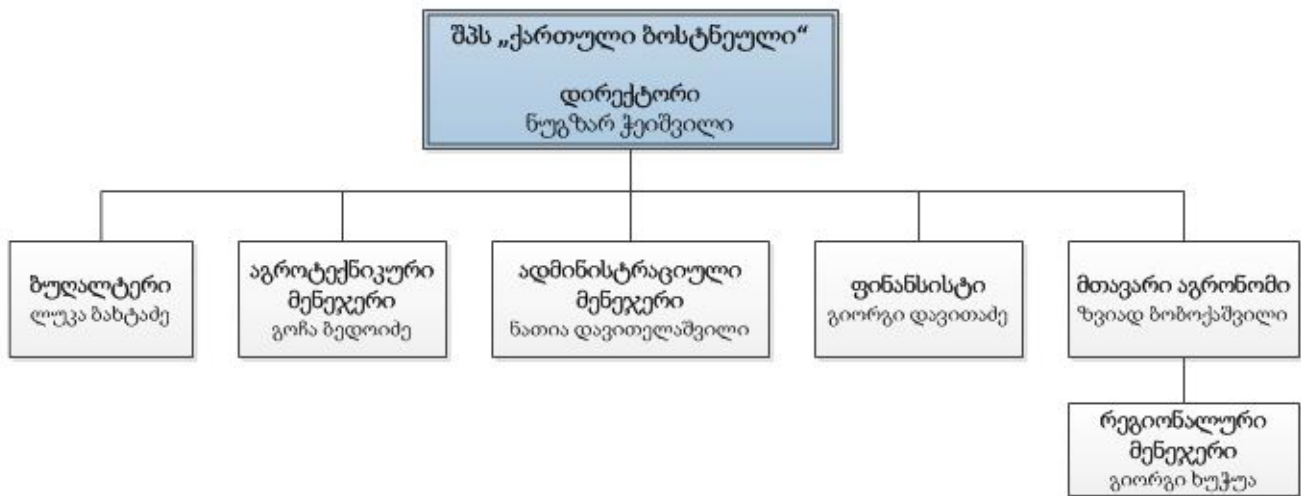 შპს „ქართული ბოსტნეული“
დირექტორი
ნუგზარ ჭეიშვილი
ბუღალტერი
ლუკა ბახტაძე
აგროტექნიკური
მენეჯერი
გოჩა ბედოიძე
ადმინისტრაციული
მენეჯერი
ნათია დავითელაშვილი
ფინანსისტი
გიორგი დავითაძე
მთავარი აგრონომი
ზვიად ბობოქაშვილი
რეგიონალური
მენეჯერი
გიორგი ხუჭუა